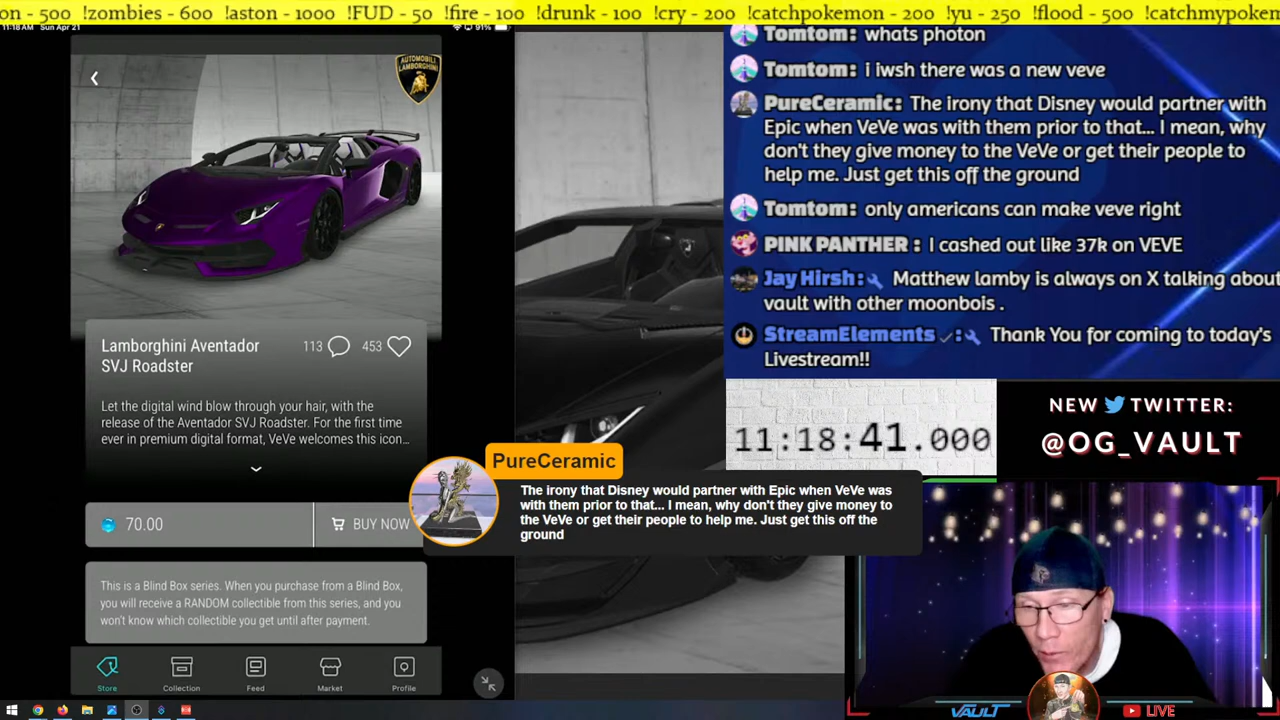 on - 500 !zombies - 600 !aston - 1000 !FUD - 50 !fire - 100 !drunk - 100 !cry - 200 !catchpokemon - 200 !yu - 250 !flood - 500 !catchmypokem
11:18 AM Sun Apr 21
91%
AUTOMOBILI
LAMBORGHINI
Lamborghini Aventador
SVJ Roadster
113
453
Let the digital wind blow through your hair, with the
release of the Aventador SVJ Roadster. For the first time
ever in premium digital format, VeVe welcomes this icon...
70.00
BUY NOW
This is a Blind Box series. When you purchase from a Blind Box,
you will receive a RANDOM collectible from this series, and you
won't know which collectible you get until after payment.
Store
Collection
Feed
Market
Profile
Tomtom: whats photon
Tomtom: i iwsh there was a new veve
PureCeramic: The irony that Disney would partner with
Epic when VeVe was with them prior to that... I mean, why
don't they give money to the VeVe or get their people to
help me. Just get this off the ground
Tomtom: only americans can make veve right
PINK PANTHER : I cashed out like 37k on VEVE
Jay Hirsh: Matthew lamby is always on X talking about
vault with other moonbois .
StreamElements : Thank You for coming to today's
Livestream!!
11:18:41.000
NEW TWITTER:
@OG_VAULT
PureCeramic
The irony that Disney would partner with Epic when VeVe was
with them prior to that... I mean, why don't they give money to
the VeVe or get their people to help me. Just get this off the
ground
VAULT
LIVE